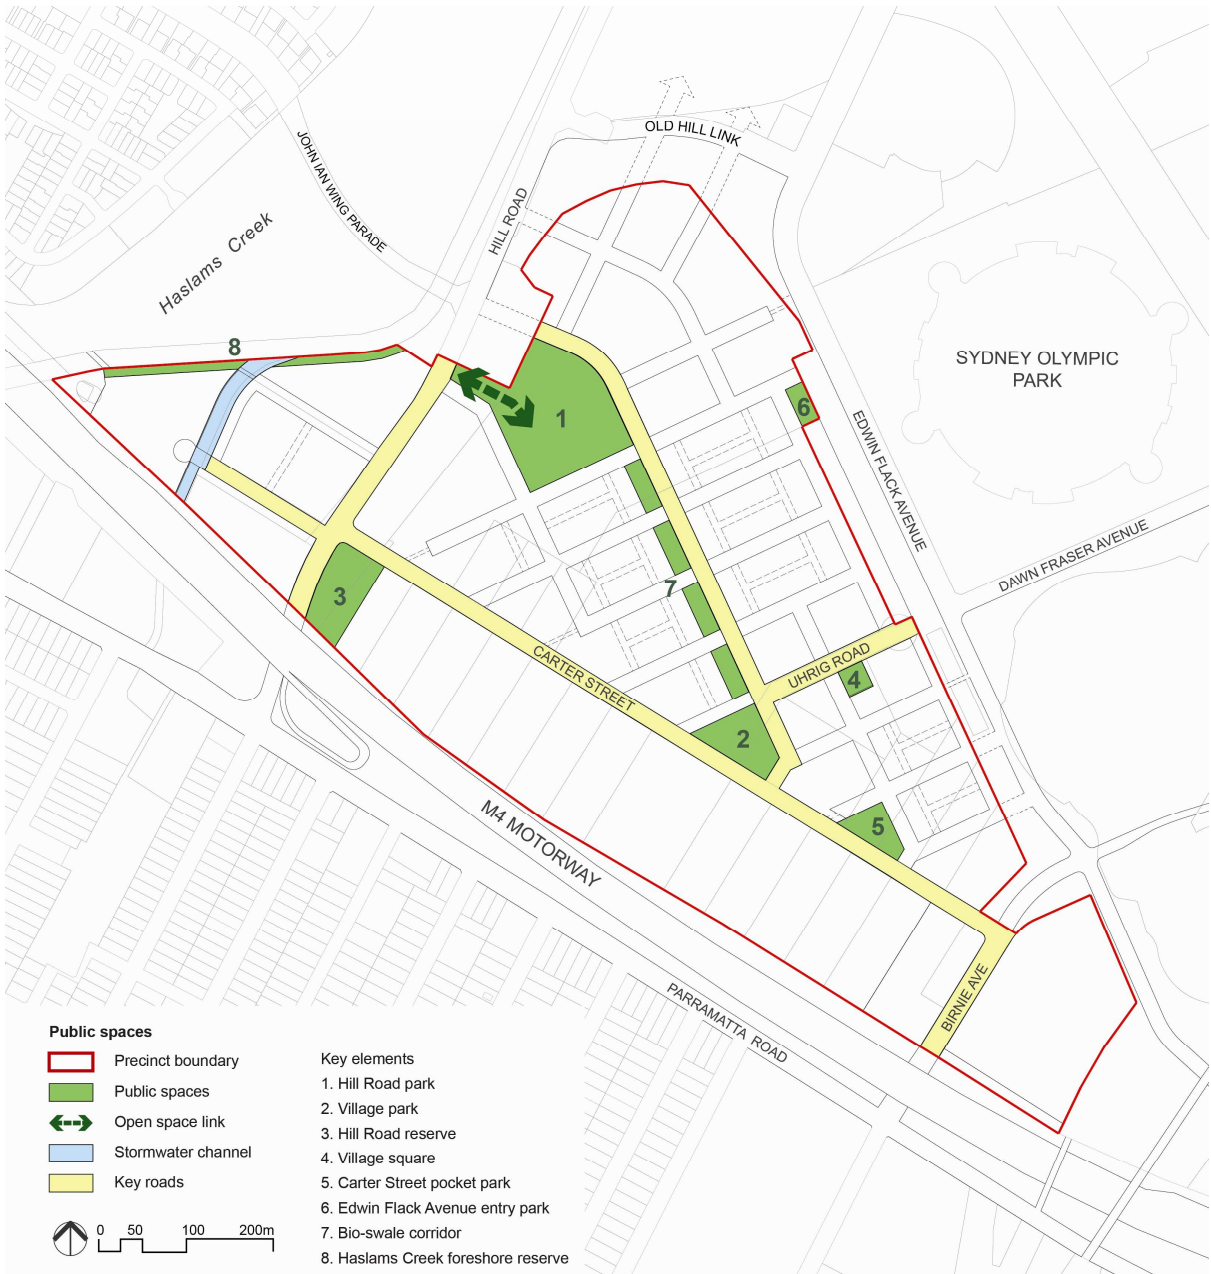 OLD HILL LINK
JOHN IAN WING PARADE
HILL ROAD
Haslams Creek
8
SYDNEY OLYMPIC
PARK
1
6
EDWIN FLACK AVENUE
DAWN FRASER AVENUE
3
7
CARTER STREET
UHRIG ROAD
4
2
5
M4 MOTORWAY
BIRNIE AVE
PARRAMATTA ROAD
Public spaces
Precinct boundary
Public spaces
Open space link
Stormwater channel
Key roads
0 50 100 200m
Key elements
1. Hill Road park
2. Village park
3. Hill Road reserve
4. Village square
5. Carter Street pocket park
6. Edwin Flack Avenue entry park
7. Bio-swale corridor
8. Haslams Creek foreshore reserve